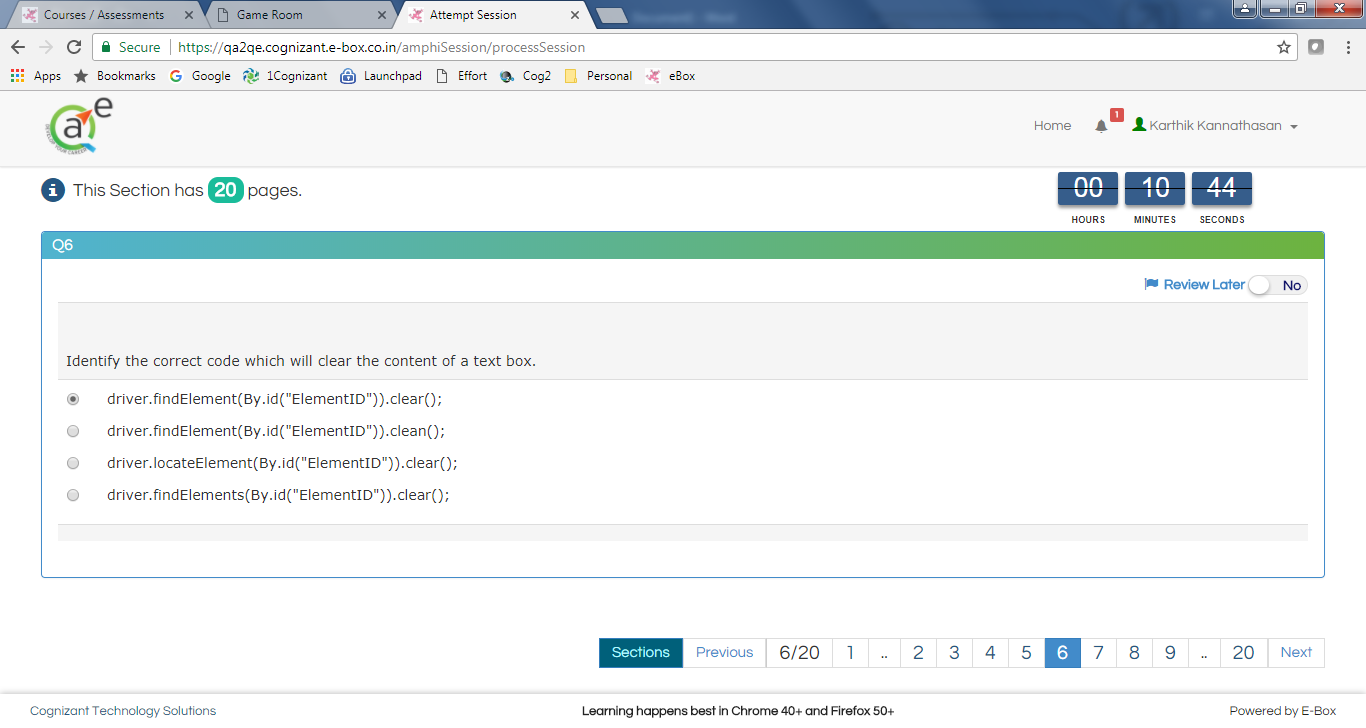 Courses / Assessments
Game Room
Attempt Session
Secure
https://qa2qe.cognizant.e-box.co.in/amphiSession/processSession
Apps Bookmarks Google 1Cognizant Launchpad Effort Cog2 Personal eBox
a e
Home 1 Karthik Kannathasan
This Section has 20 pages.
00 10 44
HOURS MINUTES SECONDS
Q6
Review Later No
Identify the correct code which will clear the content of a text box.
driver.findElement(By.id("ElementID")).clear();
driver.findElement(By.id("ElementID")).clean();
driver.locateElement(By.id("ElementID")).clear();
driver.findElements(By.id("ElementID")).clear();
Sections Previous 6/20 1 .. 2 3 4 5 6 7 8 9 .. 20 Next
Cognizant Technology Solutions Learning happens best in Chrome 40+ and Firefox 50+ Powered by E-Box